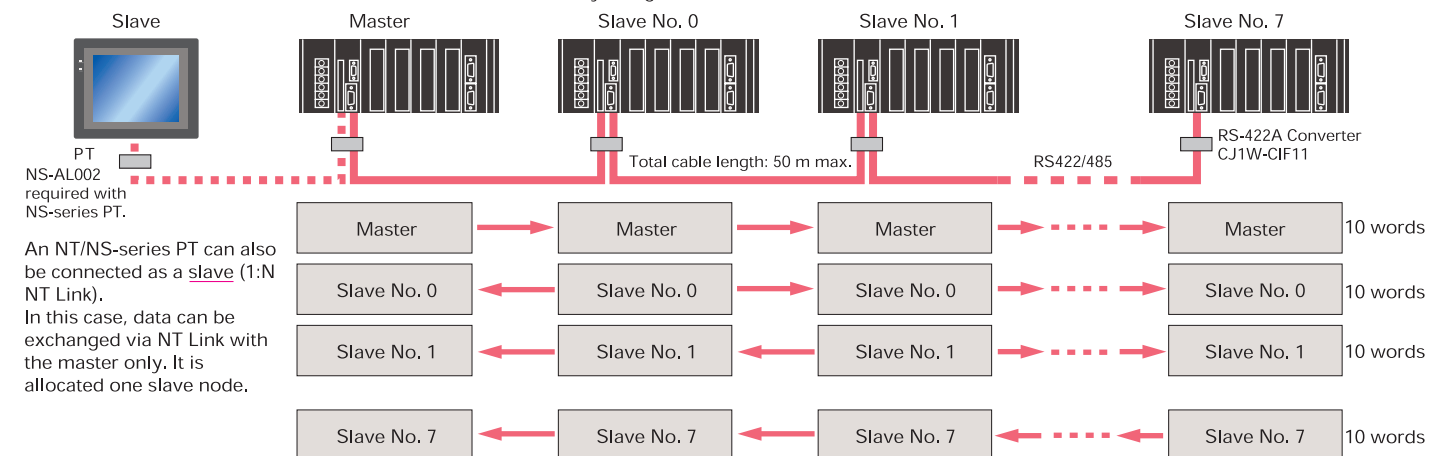 Slave
Master
Slave No. 0
Slave No. 1
Slave No. 7
PT
NS-AL002
required with
NS-series PT.
Total cable length: 50 m max.
RS422/485
RS-422A Converter
CJ1W-CIF11
An NT/NS-series PT can also
be connected as a slave (1:N
NT Link).
In this case, data can be
exchanged via NT Link with
the master only. It is
allocated one slave node.
Master
Master
Master
Master
10 words
Slave No. 0
Slave No. 0
Slave No. 0
Slave No. 0
10 words
Slave No. 1
Slave No. 1
Slave No. 1
Slave No. 1
10 words
Slave No. 7
Slave No. 7
Slave No. 7
Slave No. 7
10 words